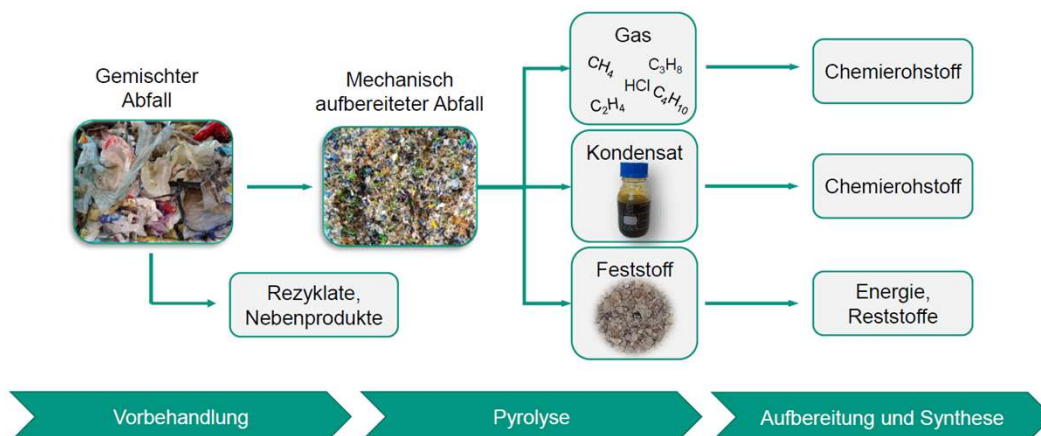 Gemischter
Abfall
Mechanisch
aufbereiteter Abfall
Gas
CH4
C3H8
HCl
C2H4
C4H10
Chemierohstoff
Kondensat
Chemierohstoff
Feststoff
Rezyklate,
Nebenprodukte
Energie,
Reststoffe
Vorbehandlung
Pyrolyse
Aufbereitung und Synthese